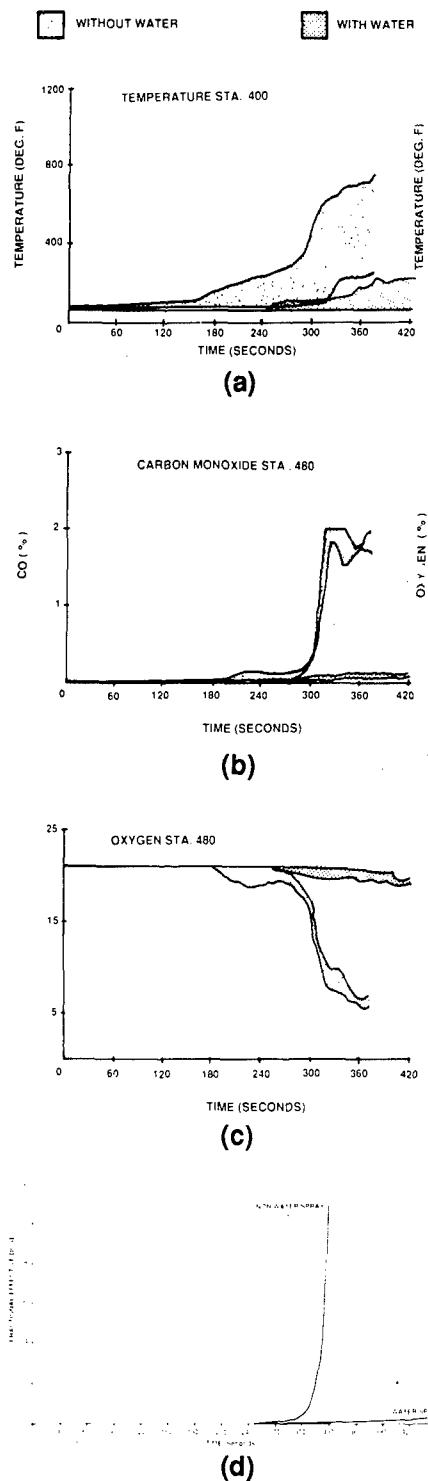 WITHOUT WATER
WITH WATER
TEMPERATURE STA. 400
TEMPERATURE (DEG. F)
TEMPERATURE (DEG. F)
1200
800
400
0
60 120 180 240 300 360 420
TIME (SECONDS)
(a)
CARBON MONOXIDE STA. 480
CO (%)
3
2
1
0 60 120 180 240 300 360 420
TIME (SECONDS)
(b)
OXYGEN STA. 480
25
15
5
0 60 120 180 240 300 360 420
TIME (SECONDS)
(c)
NON WATER SPRAY
WATER
(d)